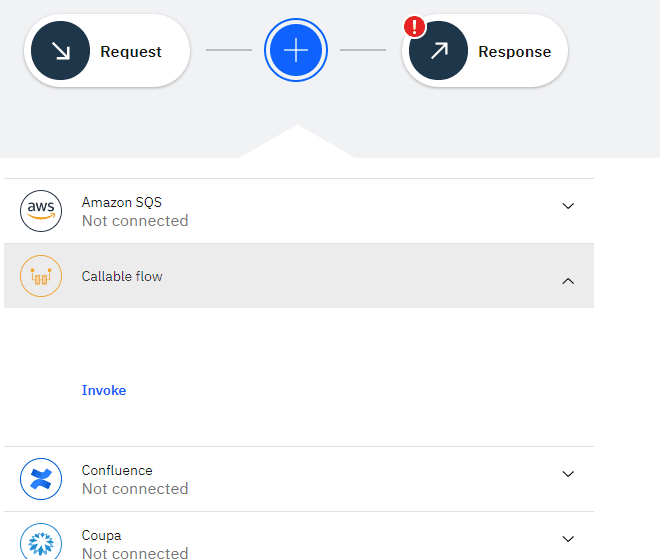 Request
!
Response
aws
Amazon SQS
Not connected
Callable flow
Invoke
Confluence
Not connected
Coupa
Not connected